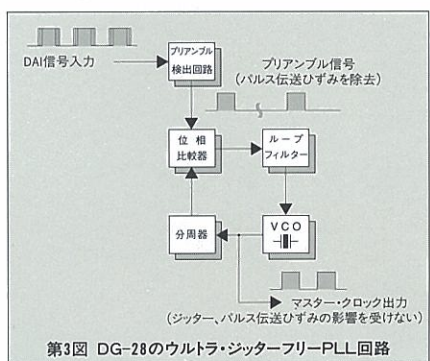 DAI信号入力
プリアンブル
検出回路
プリアンブル信号
(パルス伝送ひずみを除去)
位相
比較器
ループ
フィルター
分周器
VCO
マスター・クロック出力
(ジッター、パルス伝送ひずみの影響を受けない)
第3図 DG-28のウルトラ・ジッターフリーPLL回路